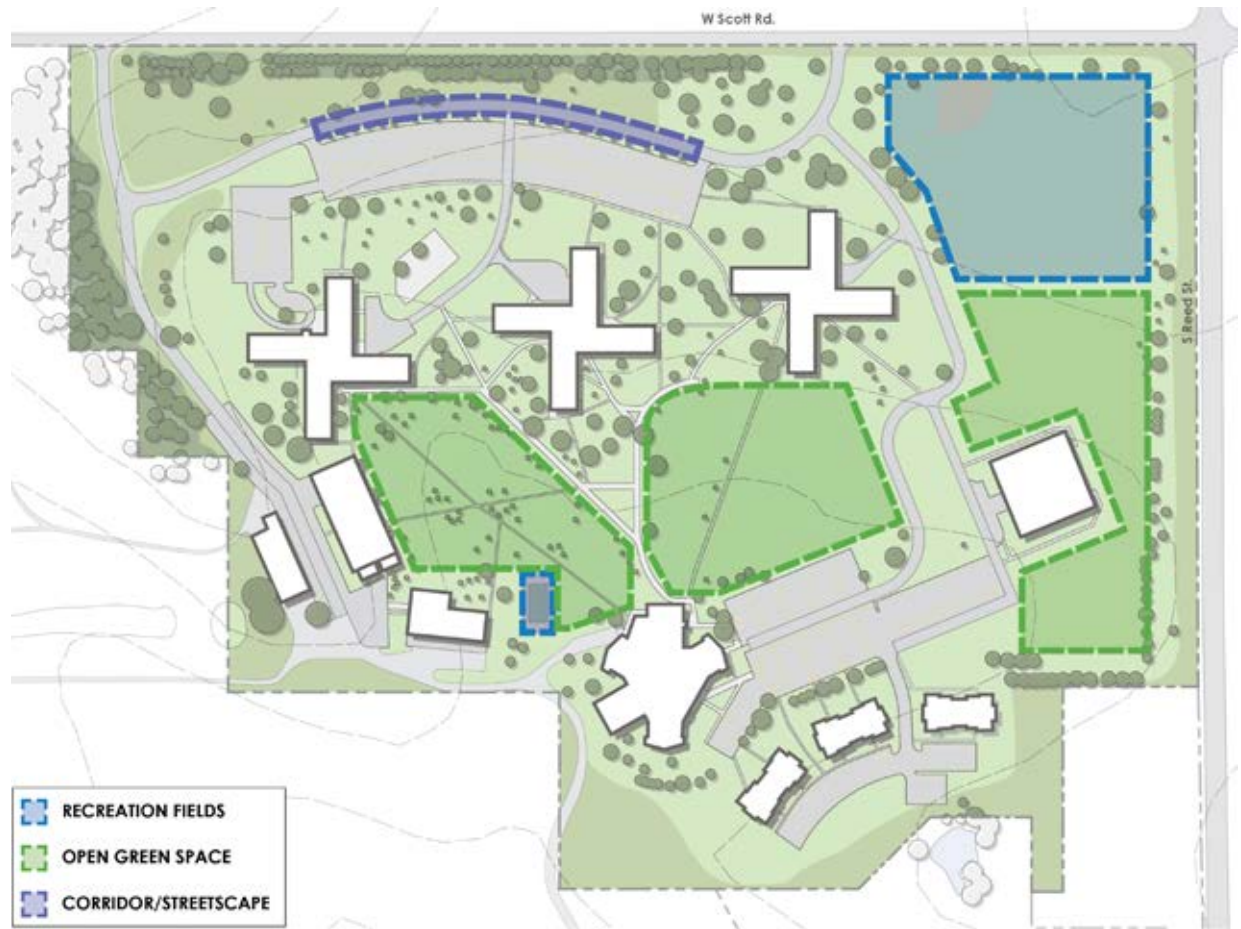 W Scott Rd.
S Reed St.
RECREATION FIELDS
OPEN GREEN SPACE
CORRIDOR/STREETSCAPE